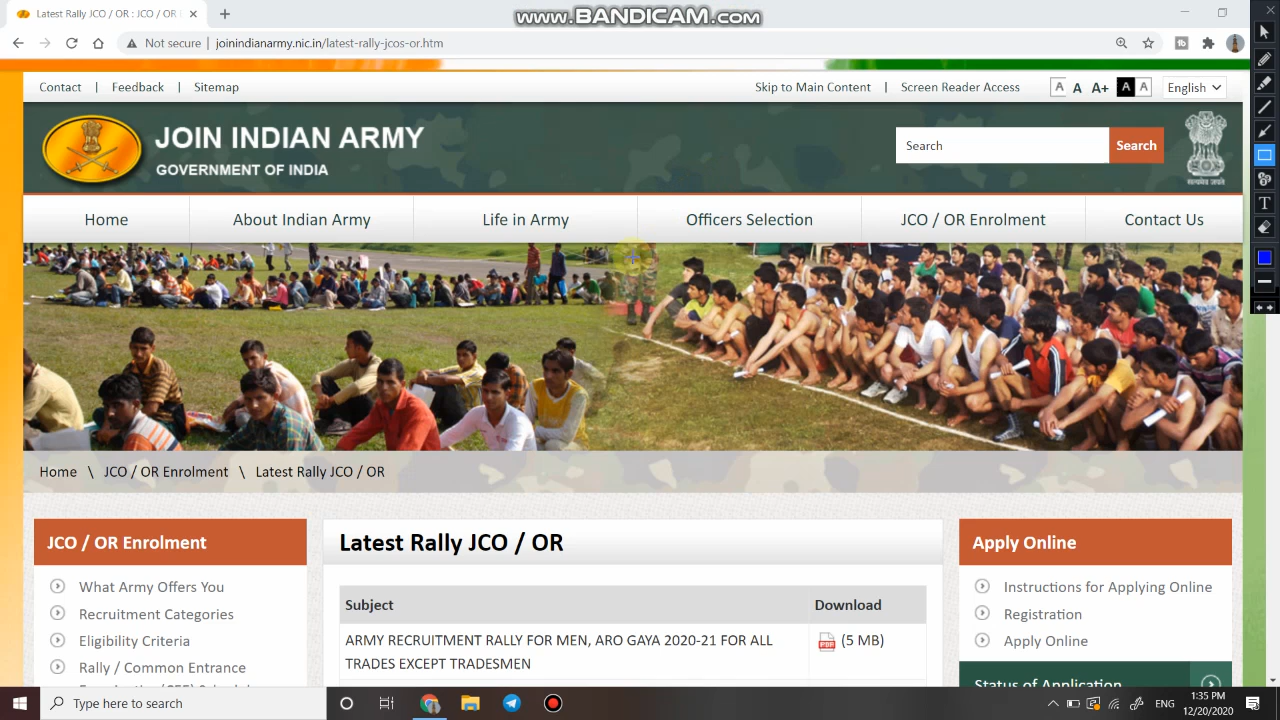 Latest Rally JCO / OR : JCO / OR
www.BANDICAM.com
Not secure | joinindianarmy.nic.in/latest-rally-jcos-or.htm
Contact | Feedback | Sitemap
Skip to Main Content | Screen Reader Access
A A A+ A A English
JOIN INDIAN ARMY
GOVERNMENT OF INDIA
Search Search
सत्यमेव जयते
Home About Indian Army Life in Army Officers Selection JCO / OR Enrolment Contact Us
Home \ JCO / OR Enrolment \ Latest Rally JCO / OR
JCO / OR Enrolment
What Army Offers You
Recruitment Categories
Eligibility Criteria
Rally / Common Entrance
Latest Rally JCO / OR
Subject Download
ARMY RECRUITMENT RALLY FOR MEN, ARO GAYA 2020-21 FOR ALL
TRADES EXCEPT TRADESMEN
PDF (5 MB)
Apply Online
Instructions for Applying Online
Registration
Apply Online
Status of Application
Type here to search
ENG
1:35 PM
12/20/2020